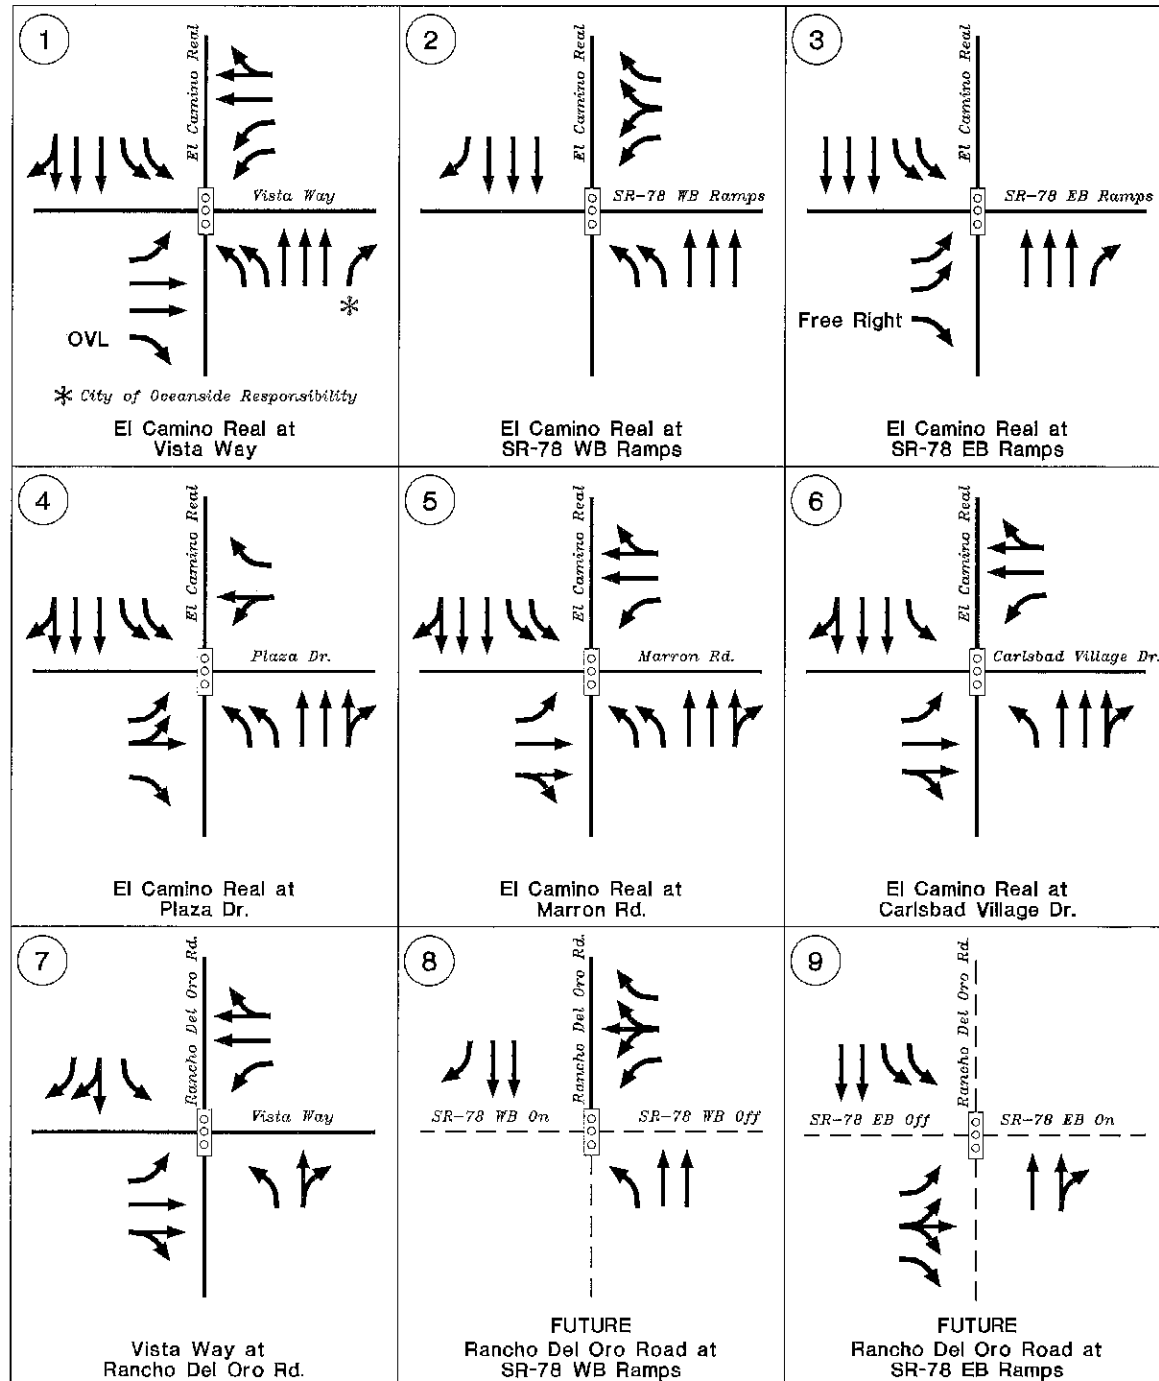 1
El Camino Real
Vista Way
OVL
* City of Oceanside Responsibility
El Camino Real at
Vista Way
2
El Camino Real
SR-78 WB Ramps
El Camino Real at
SR-78 WB Ramps
3
El Camino Real
SR-78 EB Ramps
Free Right
El Camino Real at
SR-78 EB Ramps
4
El Camino Real
Plaza Dr.
El Camino Real at
Plaza Dr.
5
El Camino Real
Marron Rd.
El Camino Real at
Marron Rd.
6
El Camino Real
Carlsbad Village Dr.
El Camino Real at
Carlsbad Village Dr.
7
Rancho Del Oro Rd.
Vista Way
Vista Way at
Rancho Del Oro Rd.
8
Rancho Del Oro Rd.
SR-78 WB On
SR-78 WB Off
FUTURE
Rancho Del Oro Road at
SR-78 WB Ramps
9
Rancho Del Oro Rd.
SR-78 EB Off
SR-78 EB On
FUTURE
Rancho Del Oro Road at
SR-78 EB Ramps